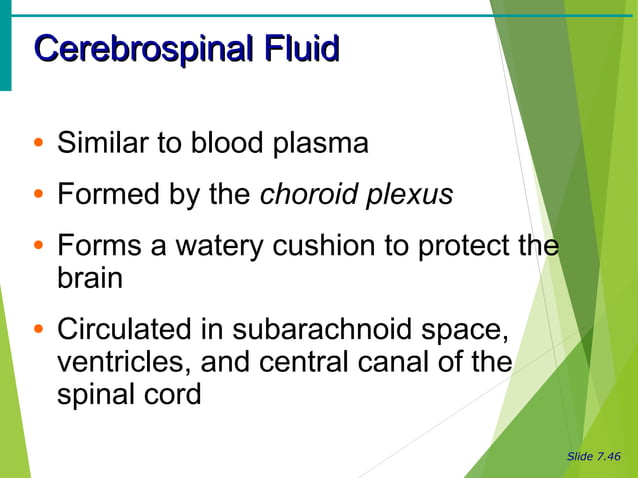 Cerebrospinal Fluid
• Similar to blood plasma
• Formed by the choroid plexus
• Forms a watery cushion to protect the
brain
• Circulated in subarachnoid space,
ventricles, and central canal of the
spinal cord
Slide 7.46